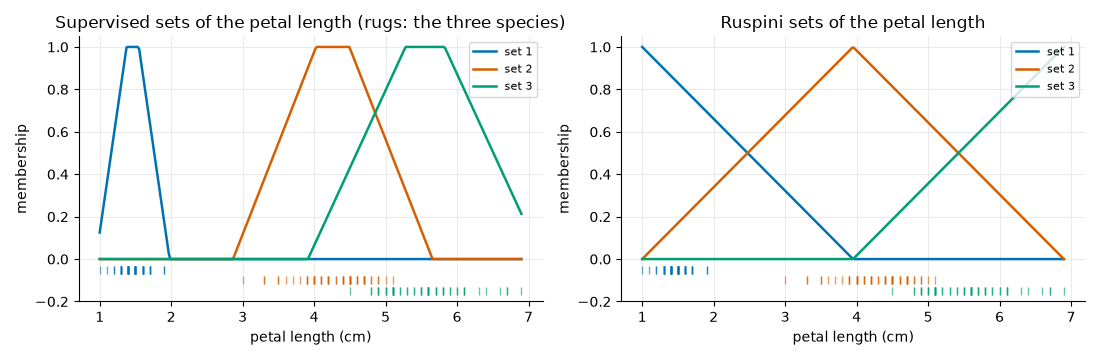 Supervised sets of the petal length (rugs: the three species)
1.0
0.8
0.6
0.4
0.2
0.0
−0.2
membership
set 1
set 2
set 3
1 2 3 4 5 6 7
petal length (cm)
Ruspini sets of the petal length
1.0
0.8
0.6
0.4
0.2
0.0
−0.2
membership
set 1
set 2
set 3
1 2 3 4 5 6 7
petal length (cm)